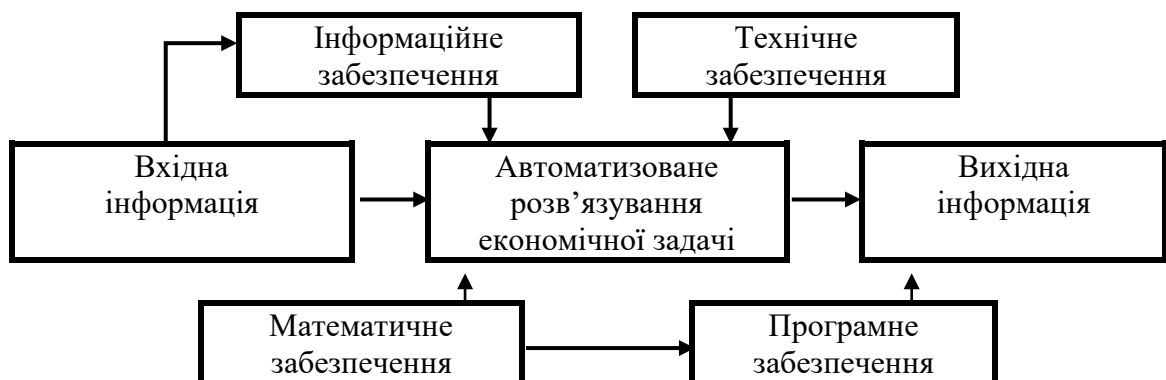 Інформаційне
забезпечення
Технічне
забезпечення
Вхідна
інформація
Автоматизоване
розв’язування
економічної задачі
Вихідна
інформація
Математичне
забезпечення
Програмне
забезпечення